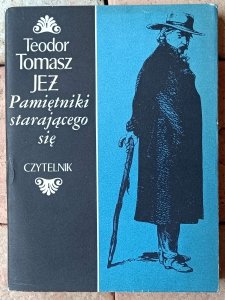 Teodor
Tomasz
JEŻ
Pamiętniki
starającego
się
CZYTELNIK